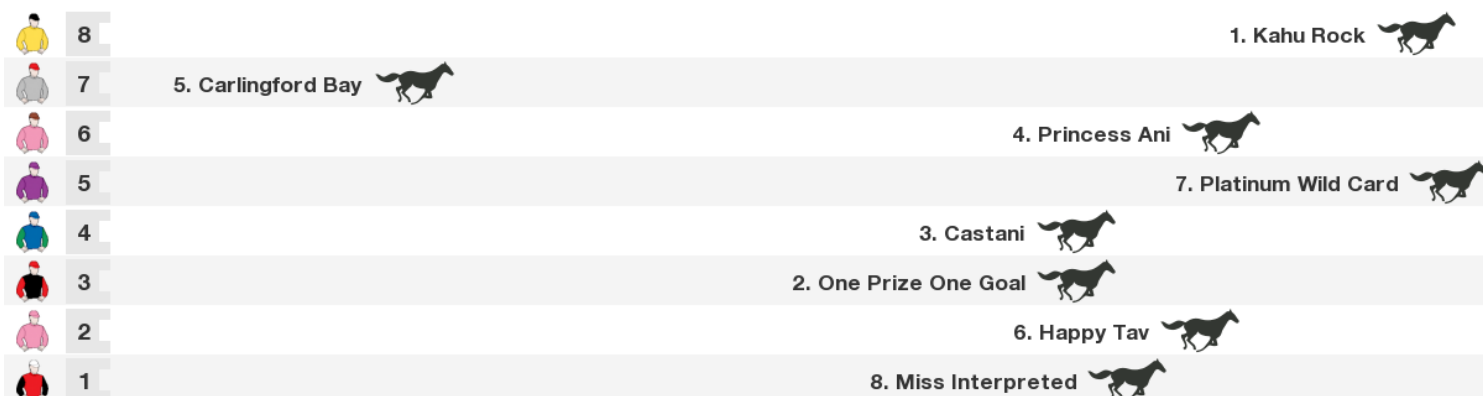 8 1. Kahu Rock
7 5. Carlingford Bay
6 4. Princess Ani
5 7. Platinum Wild Card
4 3. Castani
3 2. One Prize One Goal
2 6. Happy Tav
1 8. Miss Interpreted